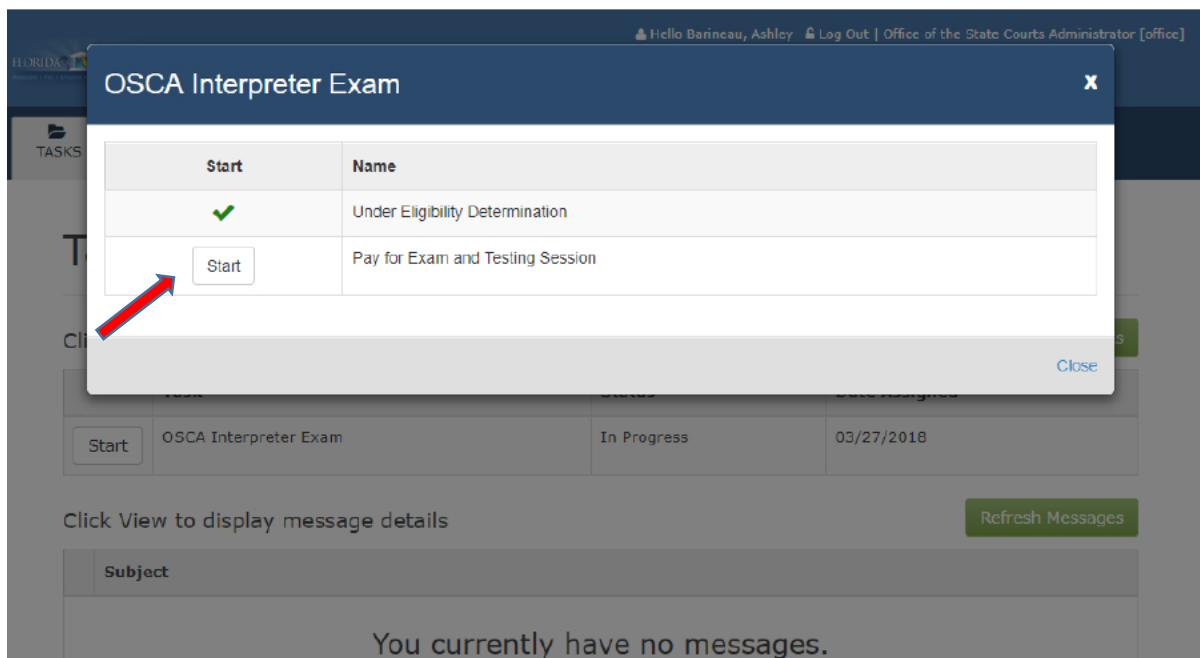 Hello Barineau, Ashley Log Out | Office of the State Courts Administrator [office]
FLORIDA
OSCA Interpreter Exam x
TASKS
Start Name
Under Eligibility Determination
Start Pay for Exam and Testing Session
Close
Start OSCA Interpreter Exam In Progress 03/27/2018
Click View to display message details Refresh Messages
Subject
You currently have no messages.